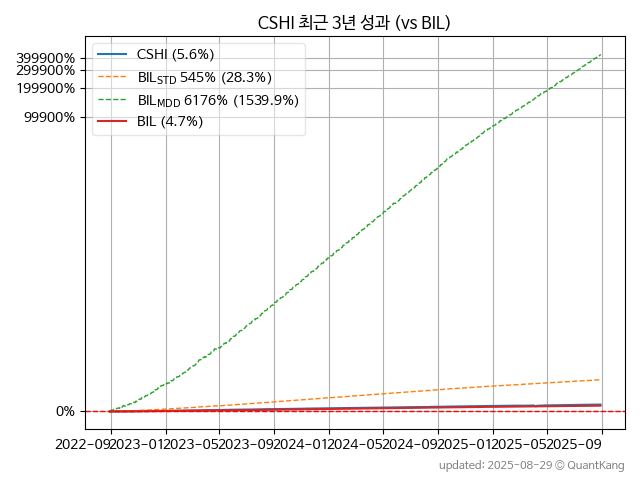 CSHI 최근 3년 성과 (vs BIL)
CSHI (5.6%)
BIL_STD 545% (28.3%)
BIL_MDD 6176% (1539.9%)
BIL (4.7%)
399900%
299900%
199900%
99900%
0%
2022-09 2023-01 2023-05 2023-09 2024-01 2024-05 2024-09 2025-01 2025-05 2025-09
updated: 2025-08-29 © QuantKang